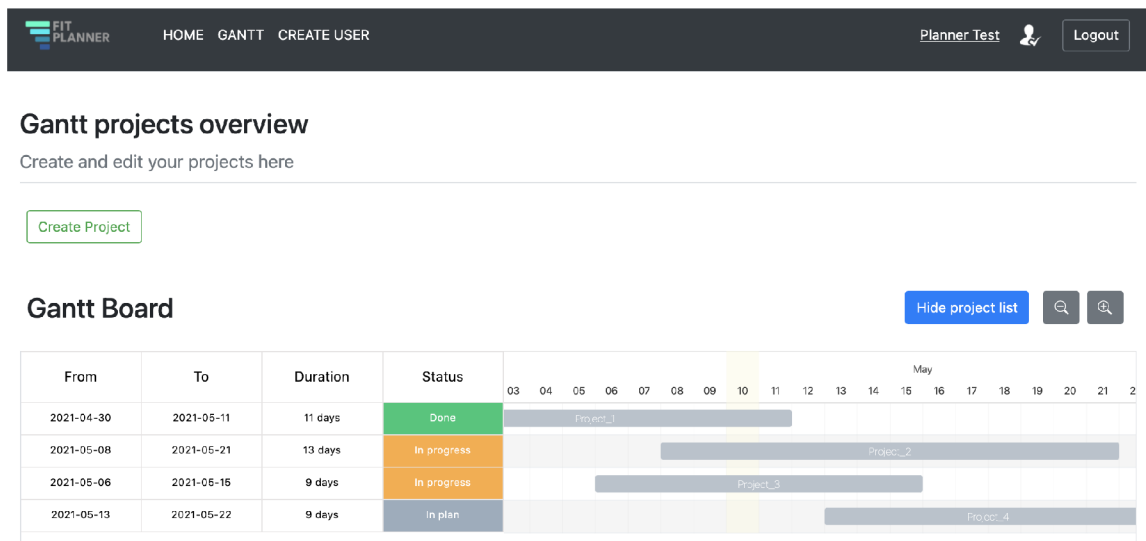 FIT
PLANNER
HOME GANTT CREATE USER
Planner Test
Logout
Gantt projects overview
Create and edit your projects here
Create Project
Gantt Board
Hide project list
From To Duration Status
May
03 04 05 06 07 08 09 10 11 12 13 14 15 16 17 18 19 20 21 2
2021-04-30 2021-05-11 11 days Done Project_1
2021-05-08 2021-05-21 13 days In progress Project_2
2021-05-06 2021-05-15 9 days In progress Project_3
2021-05-13 2021-05-22 9 days In plan Project_4